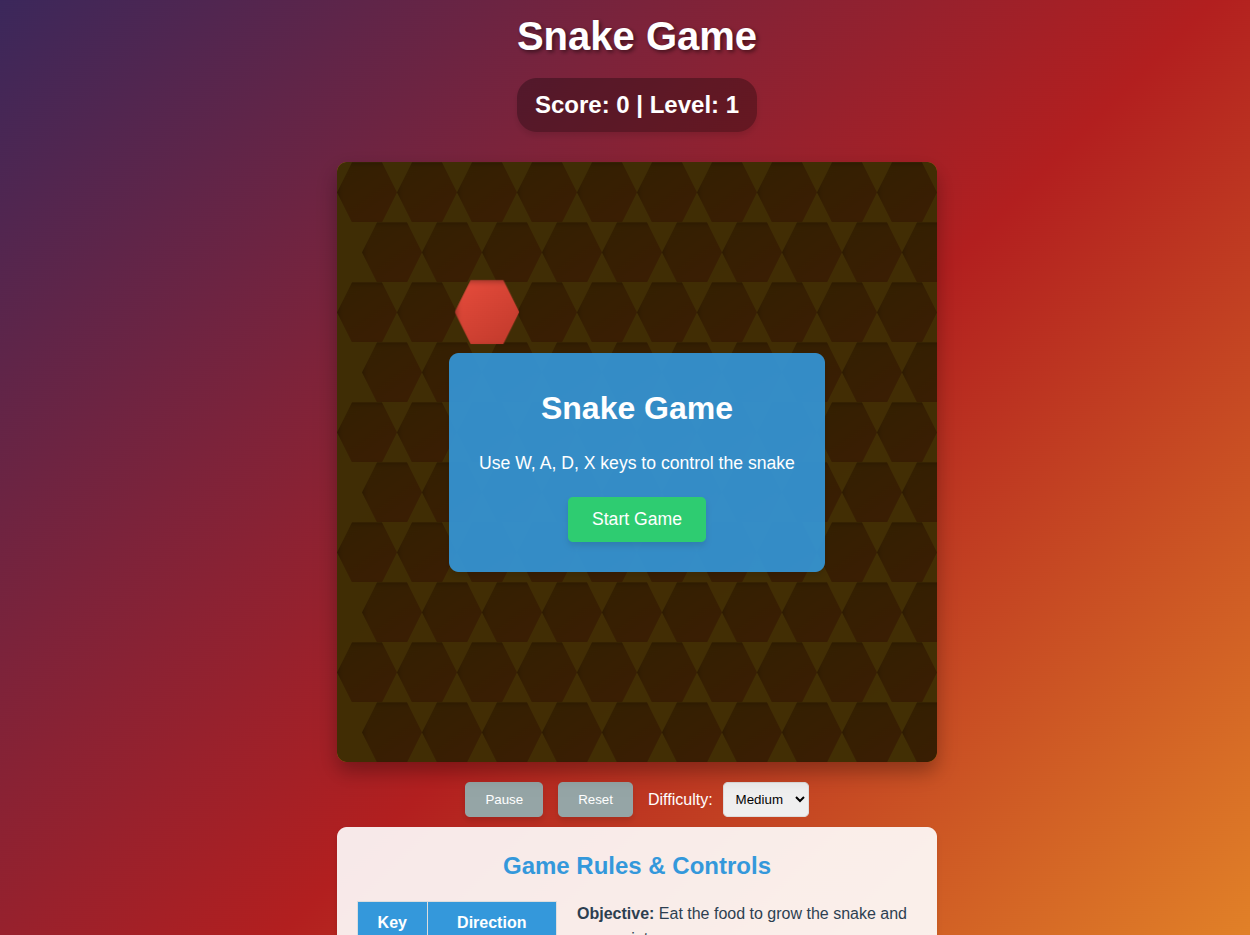 Snake Game
Score: 0 | Level: 1
Snake Game
Use W, A, D, X keys to control the snake
Start Game
Pause
Reset
Difficulty:
Medium
Game Rules & Controls
Key
Direction
Objective: Eat the food to grow the snake and